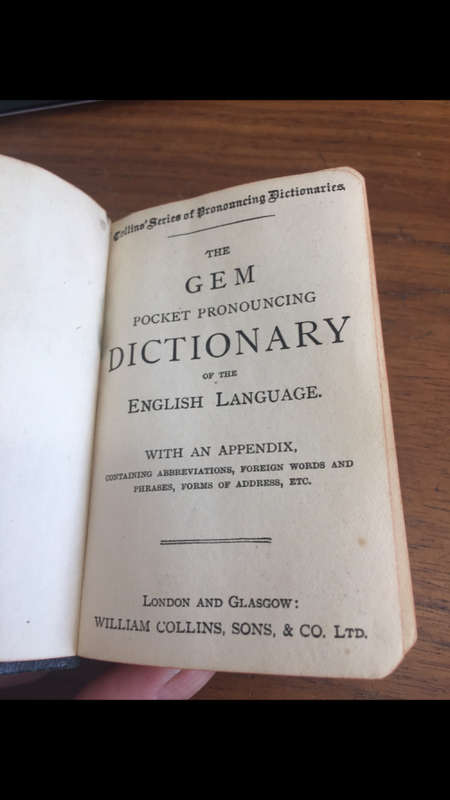 Collins' Series of Pronouncing Dictionaries.
THE
GEM
POCKET PRONOUNCING
DICTIONARY
OF THE
ENGLISH LANGUAGE.
WITH AN APPENDIX,
CONTAINING ABBREVIATIONS, FOREIGN WORDS AND
PHRASES, FORMS OF ADDRESS, ETC.
LONDON AND GLASGOW:
WILLIAM COLLINS, SONS, & CO. LTD.